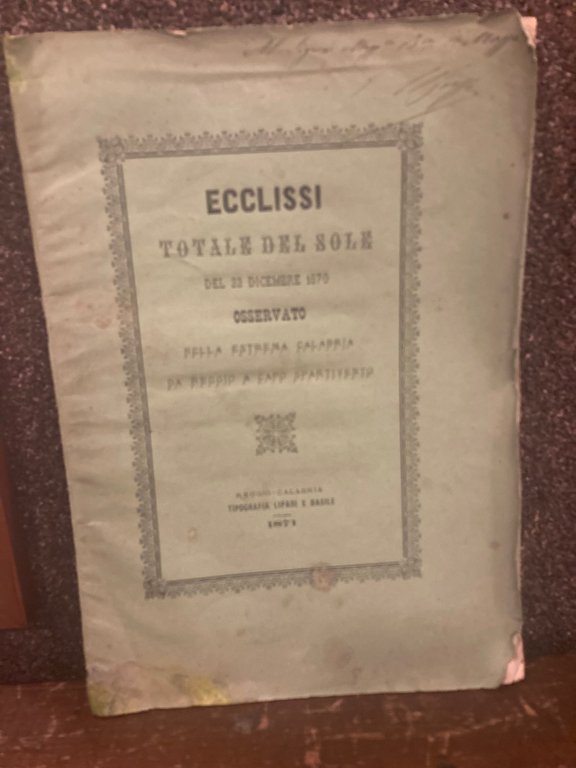 ECCLISSI
TOTALE DEL SOLE
DEL 22 DICEMBRE 1870
OSSERVATO
NELLA ESTREMA CALABRIA
DA REGGIO A CAPO SPARTIVENTO
REGGIO-CALABRIA
TIPOGRAFIA LIPARI E BASILE
1871